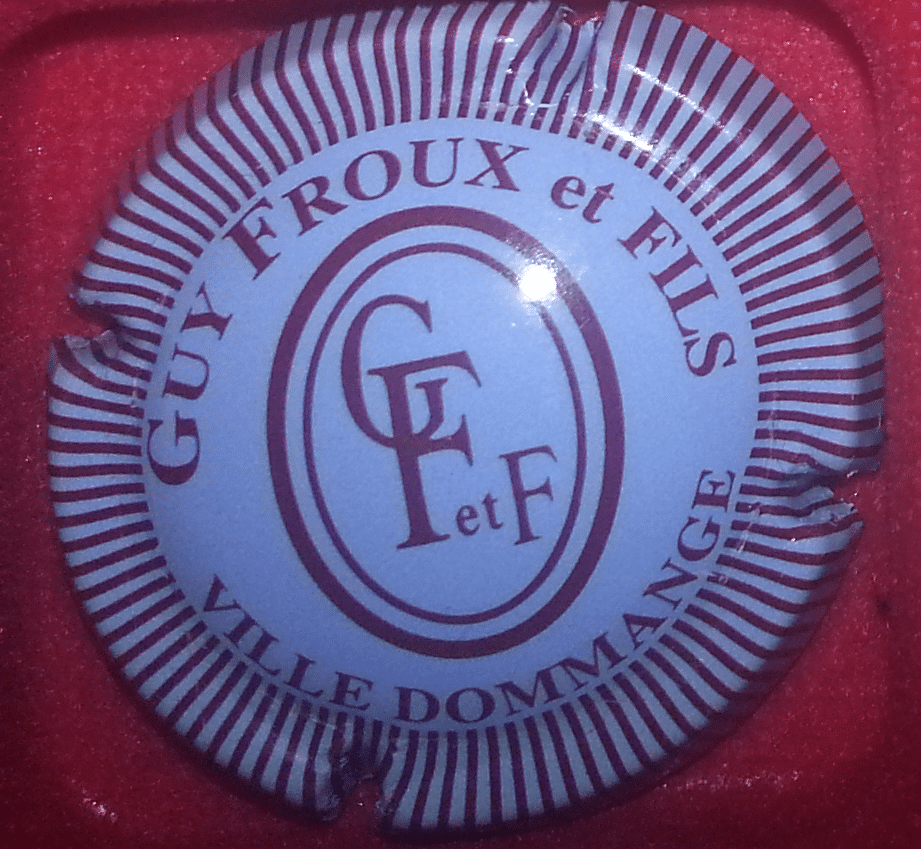 GUY FROUX et FILS
GF et F
VILLE DOMMANGE